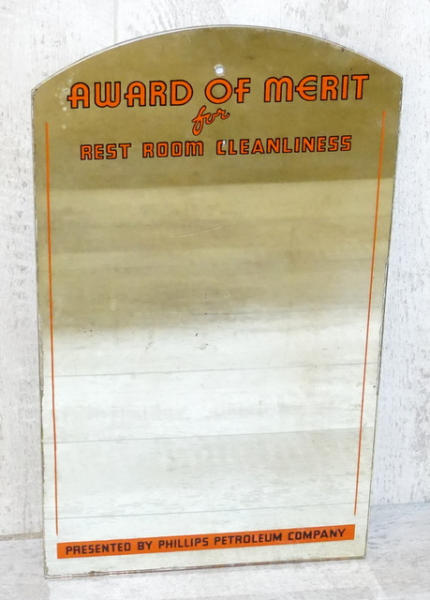 AWARD OF MERIT
for
REST ROOM CLEANLINESS
PRESENTED BY PHILLIPS PETROLEUM COMPANY